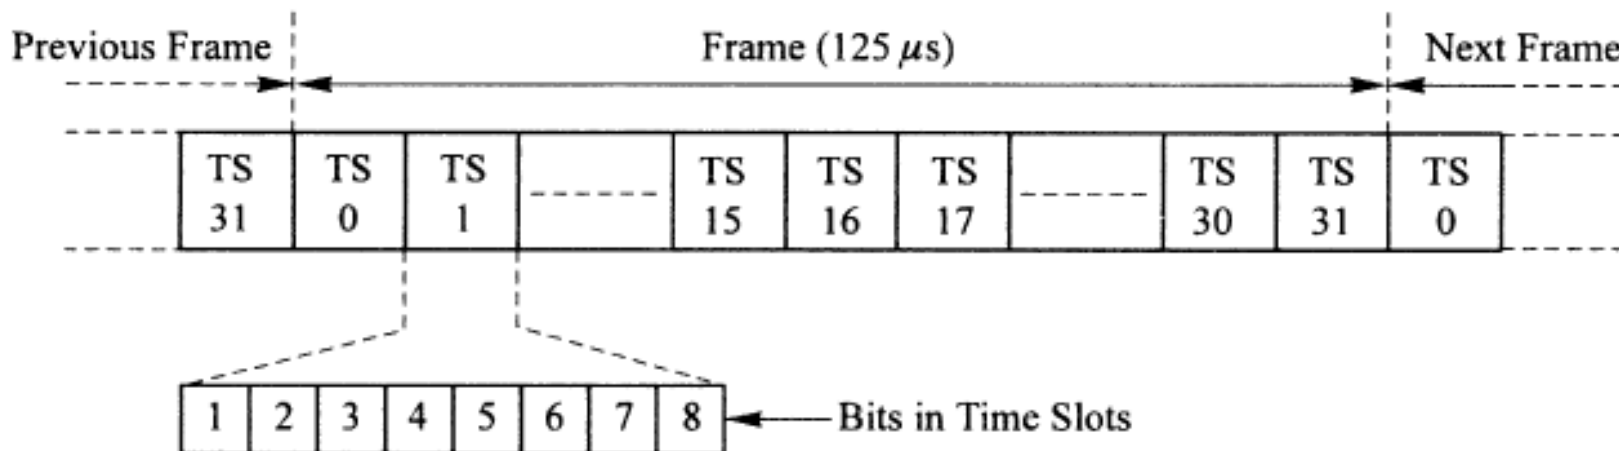 Previous Frame Frame (125 μs) Next Frame
TS TS TS TS TS TS TS TS TS
31 0 1 15 16 17 30 31 0
1 2 3 4 5 6 7 8 Bits in Time Slots